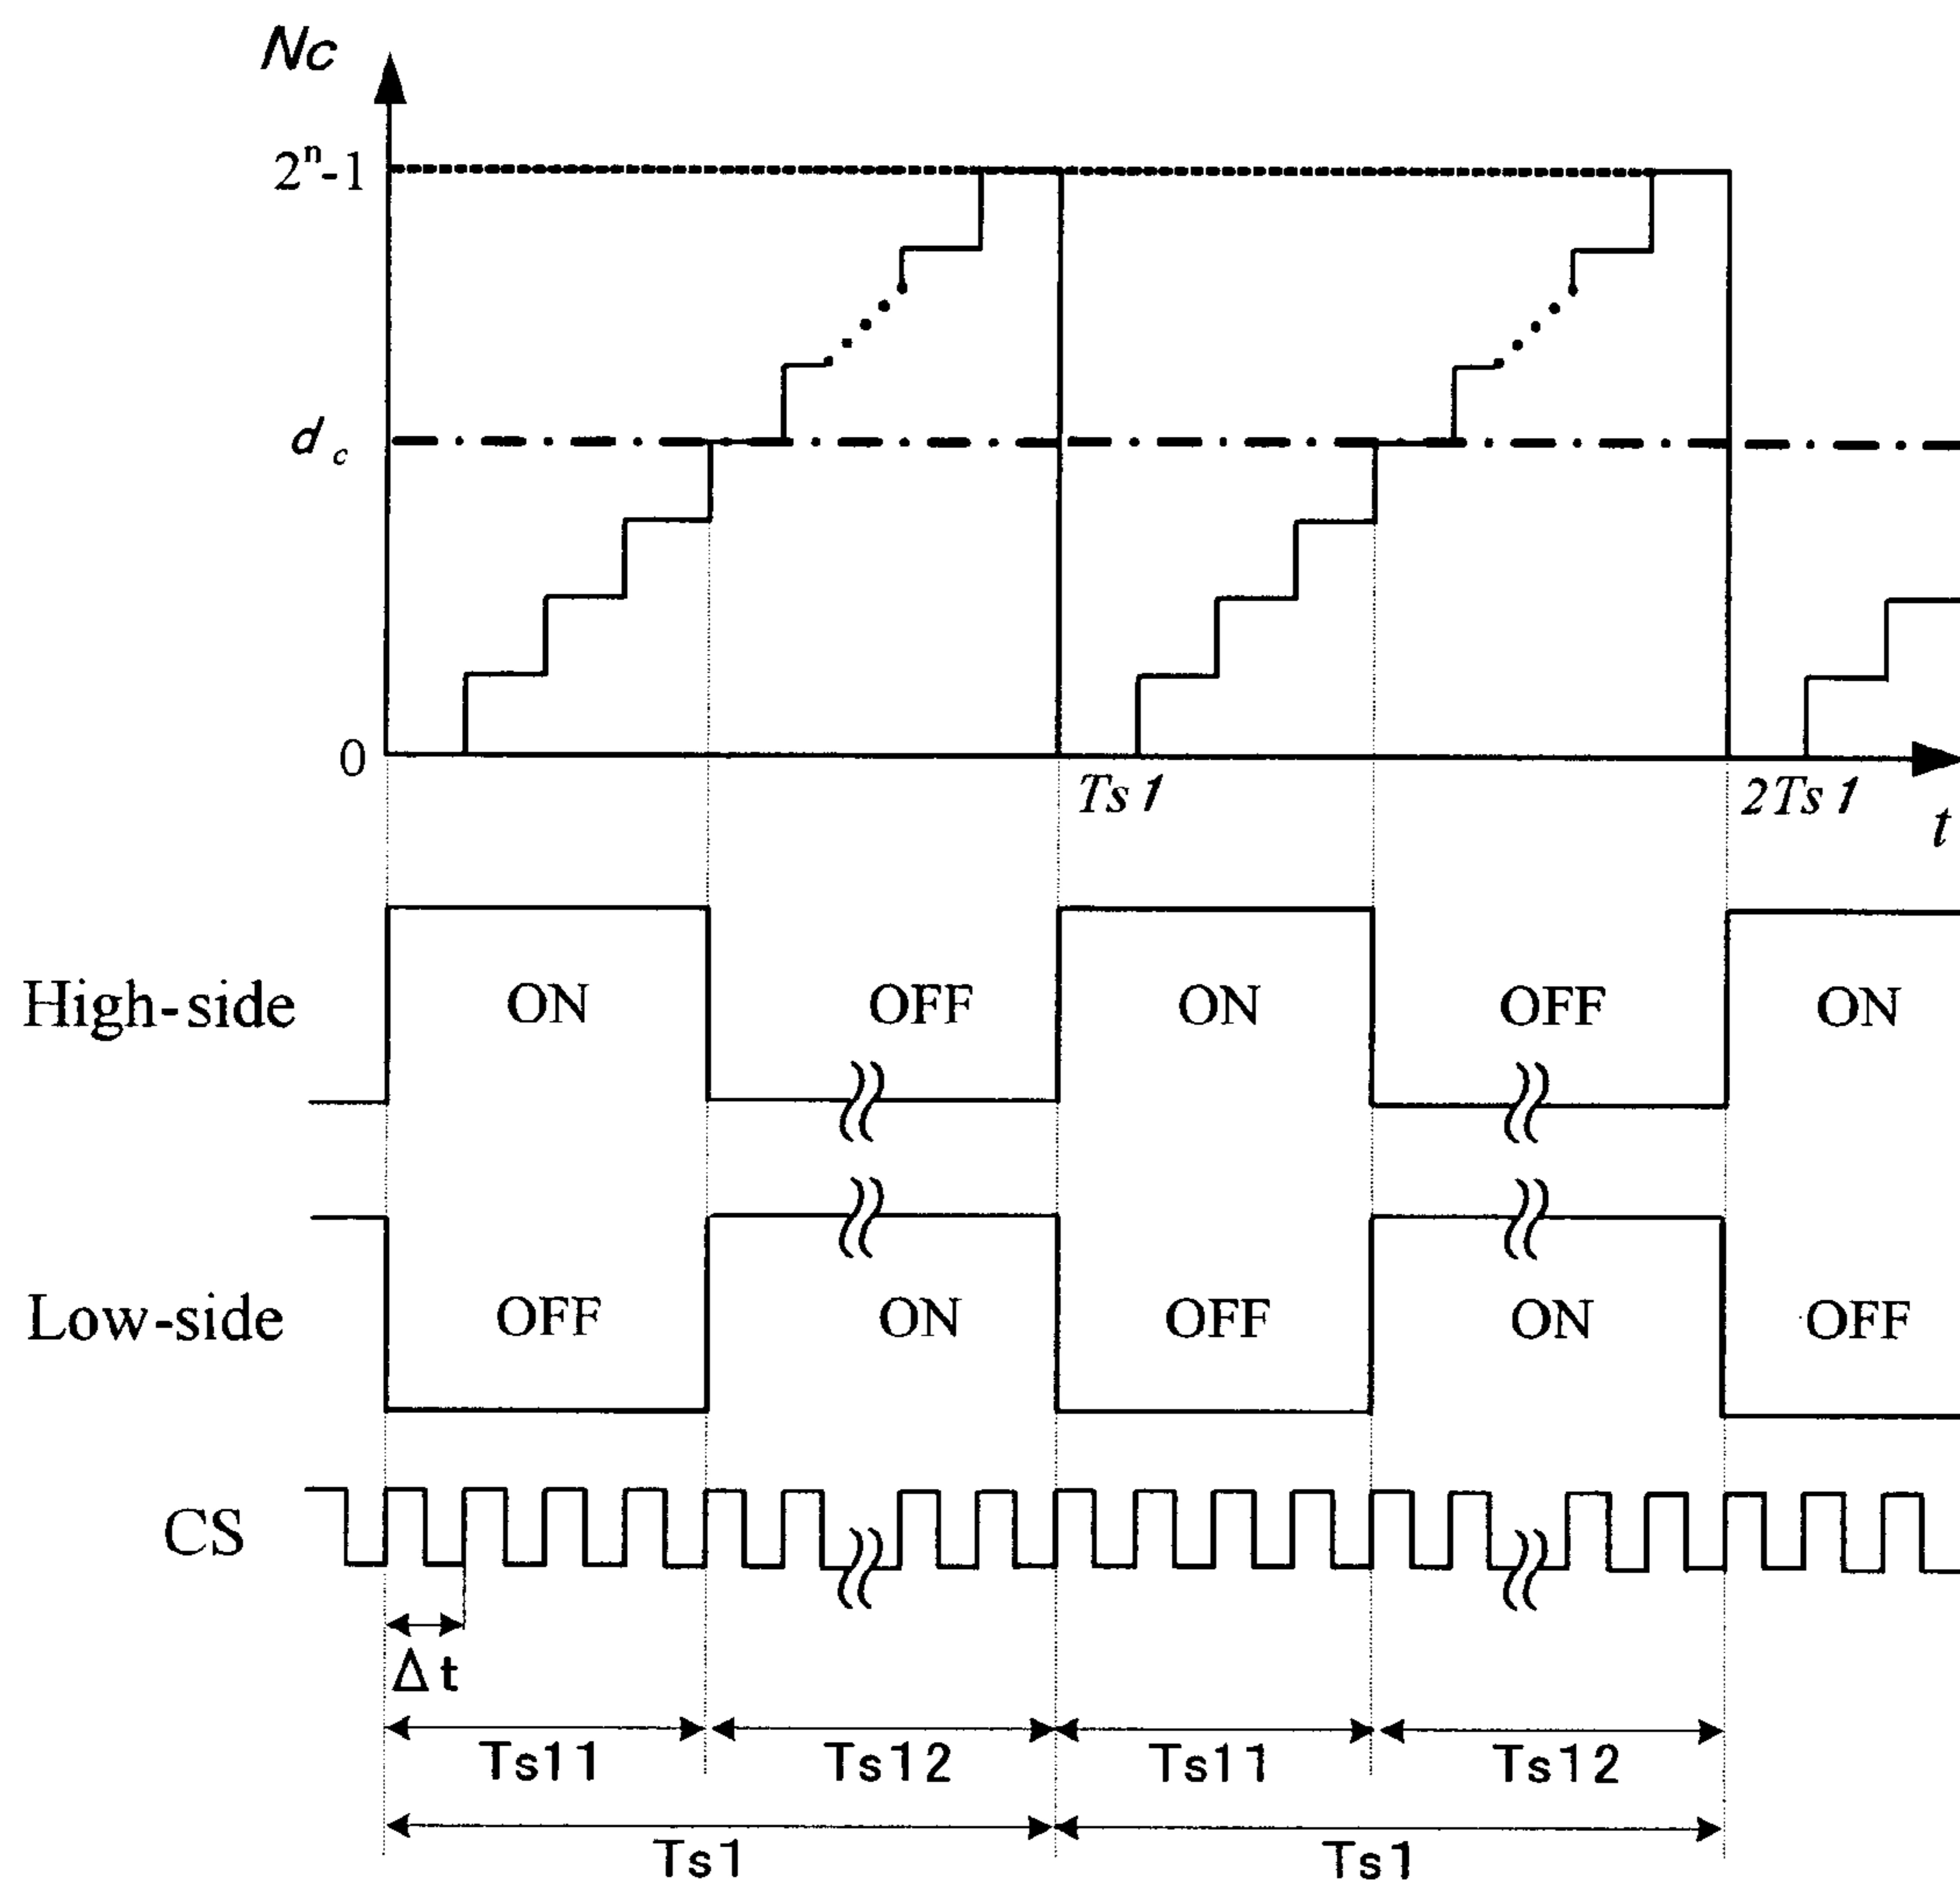 Nc
2ⁿ-1
d c
0
Ts 1
2Ts 1
t
High-side
ON
OFF
ON
OFF
ON
Low-side
OFF
ON
OFF
ON
OFF
CS
Δt
Ts11
Ts12
Ts11
Ts12
Ts1
Ts1